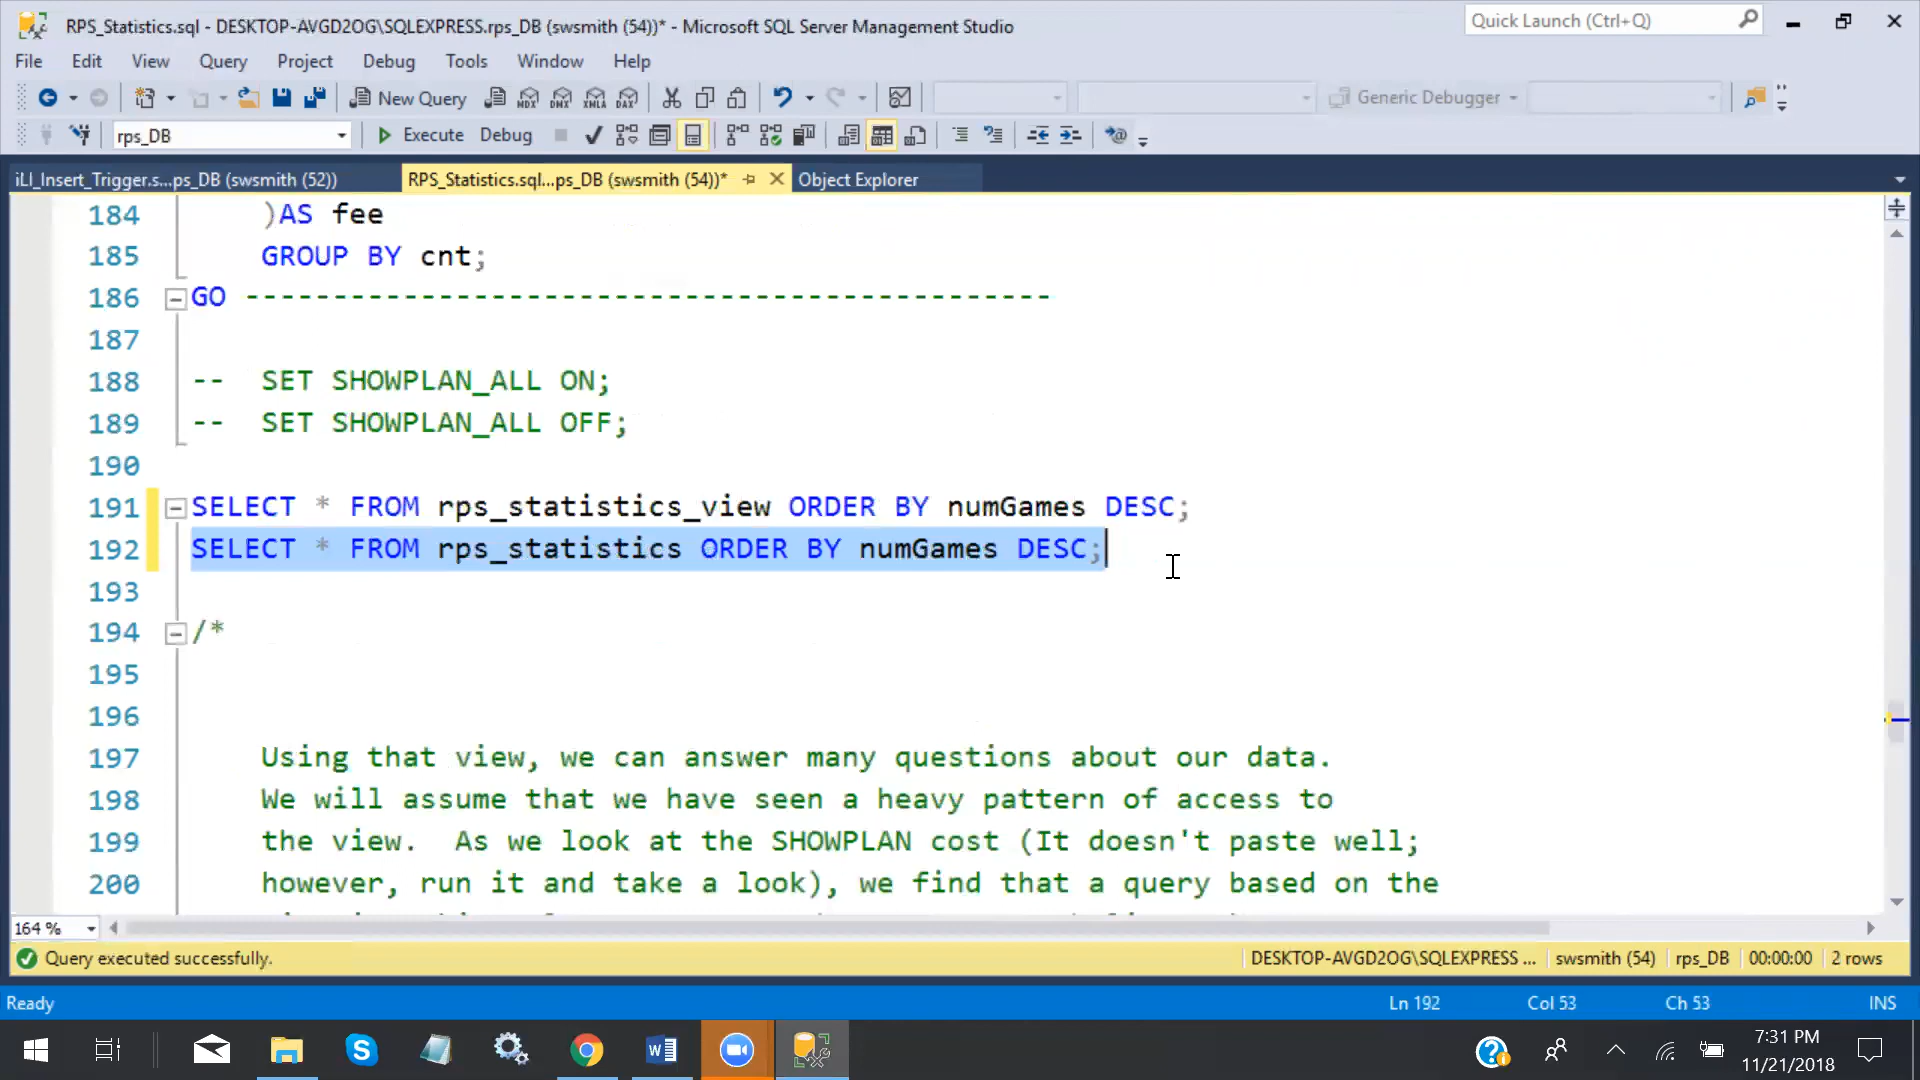 RPS_Statistics.sql - DESKTOP-AVGD2OG\SQLEXPRESS.rps_DB (swsmith (54))* - Microsoft SQL Server Management Studio
Quick Launch (Ctrl+Q)
File Edit View Query Project Debug Tools Window Help
New Query MDX DMX XMLA DAX Generic Debugger
rps_DB Execute Debug
iLI_Insert_Trigger.s...ps_DB (swsmith (52)) RPS_Statistics.sql...ps_DB (swsmith (54))* Object Explorer
184 )AS fee
185 GROUP BY cnt;
186 GO ----------------------------------------------
187
188 -- SET SHOWPLAN_ALL ON;
189 -- SET SHOWPLAN_ALL OFF;
190
191 SELECT * FROM rps_statistics_view ORDER BY numGames DESC;
192 SELECT * FROM rps_statistics ORDER BY numGames DESC;
193
194 /*
195
196
197 Using that view, we can answer many questions about our data.
198 We will assume that we have seen a heavy pattern of access to
199 the view. As we look at the SHOWPLAN cost (It doesn't paste well;
200 however, run it and take a look), we find that a query based on the
164 %
Query executed successfully. DESKTOP-AVGD2OG\SQLEXPRESS ... swsmith (54) rps_DB 00:00:00 2 rows
Ready Ln 192 Col 53 Ch 53 INS
7:31 PM
11/21/2018